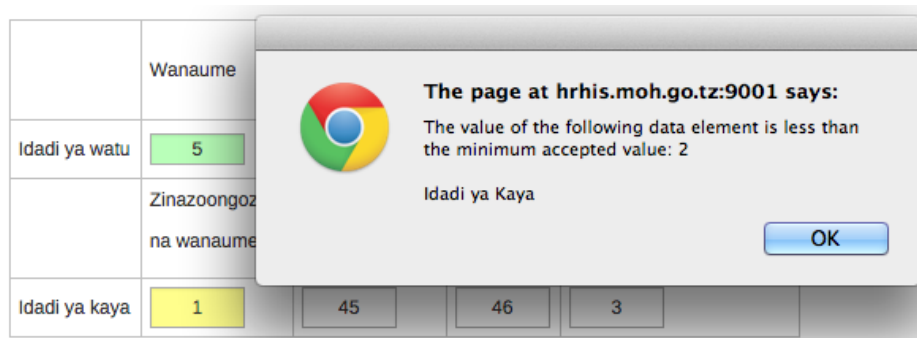 Wanaume
The page at hrhis.moh.go.tz:9001 says:
The value of the following data element is less than
the minimum accepted value: 2
Idadi ya Kaya
OK
Idadi ya watu 5
na wanaume
Idadi ya kaya 1 45 46 3